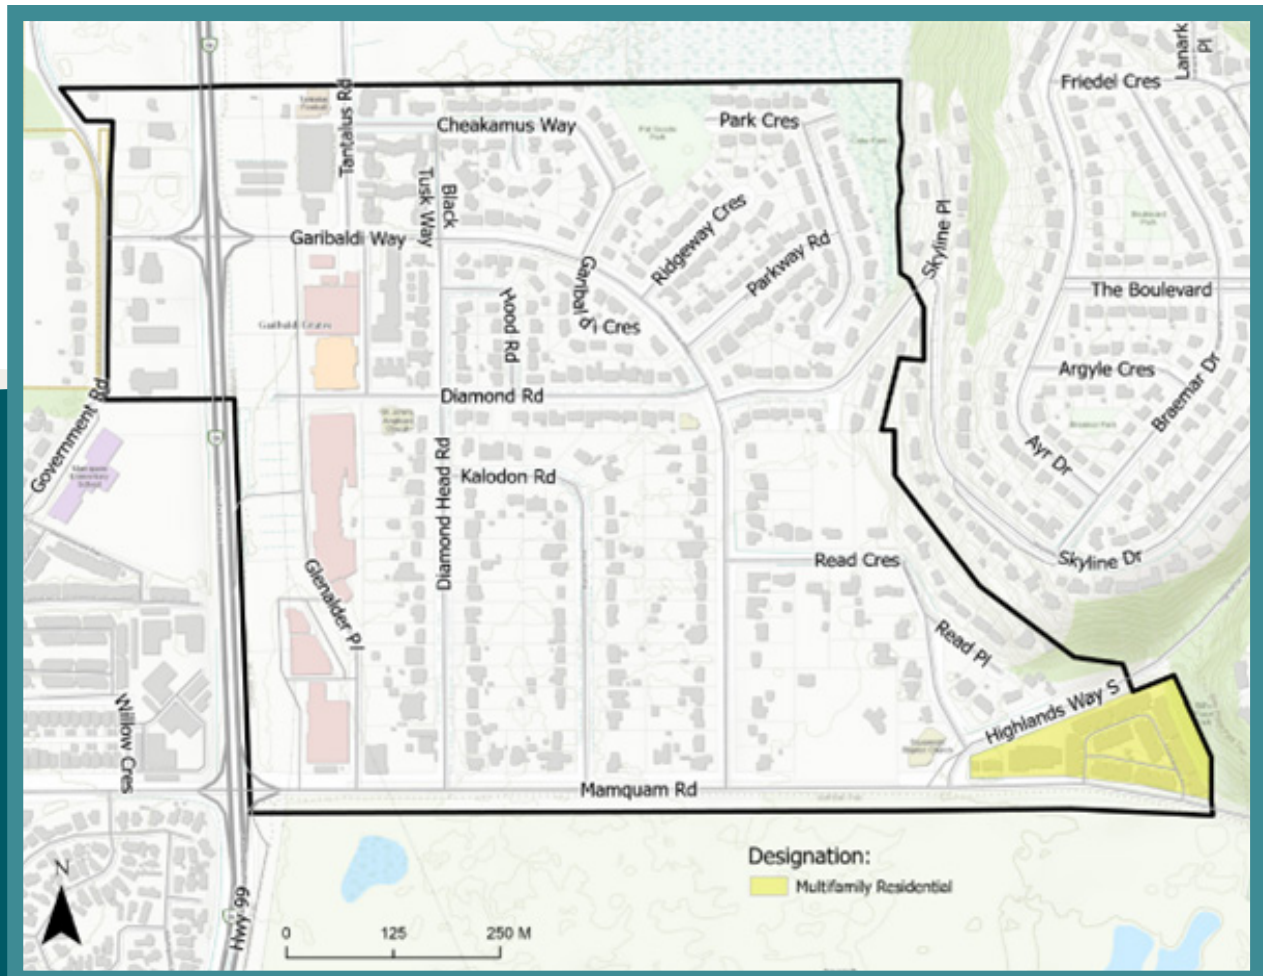 Lanark
Pl
Friedel Cres
Tantalus Rd
Cheakamus Way
Park Cres
Black
Tusk Way
Garibaldi Way
Ridgeway Cres
Parkway Rd
Skyline Pl
The Boulevard
Hood Rd
Garibal
i Cres
Argyle Cres
Braemar Dr
Government Rd
Diamond Rd
Ayr Dr
Diamond Head Rd
Kalodon Rd
Read Cres
Skyline Dr
Glenalder Pl
Read Pl
Willow Cres
Highlands Way S
Mamquam Rd
Designation:
Multifamily Residential
N
Hwy 99
0 125 250 M